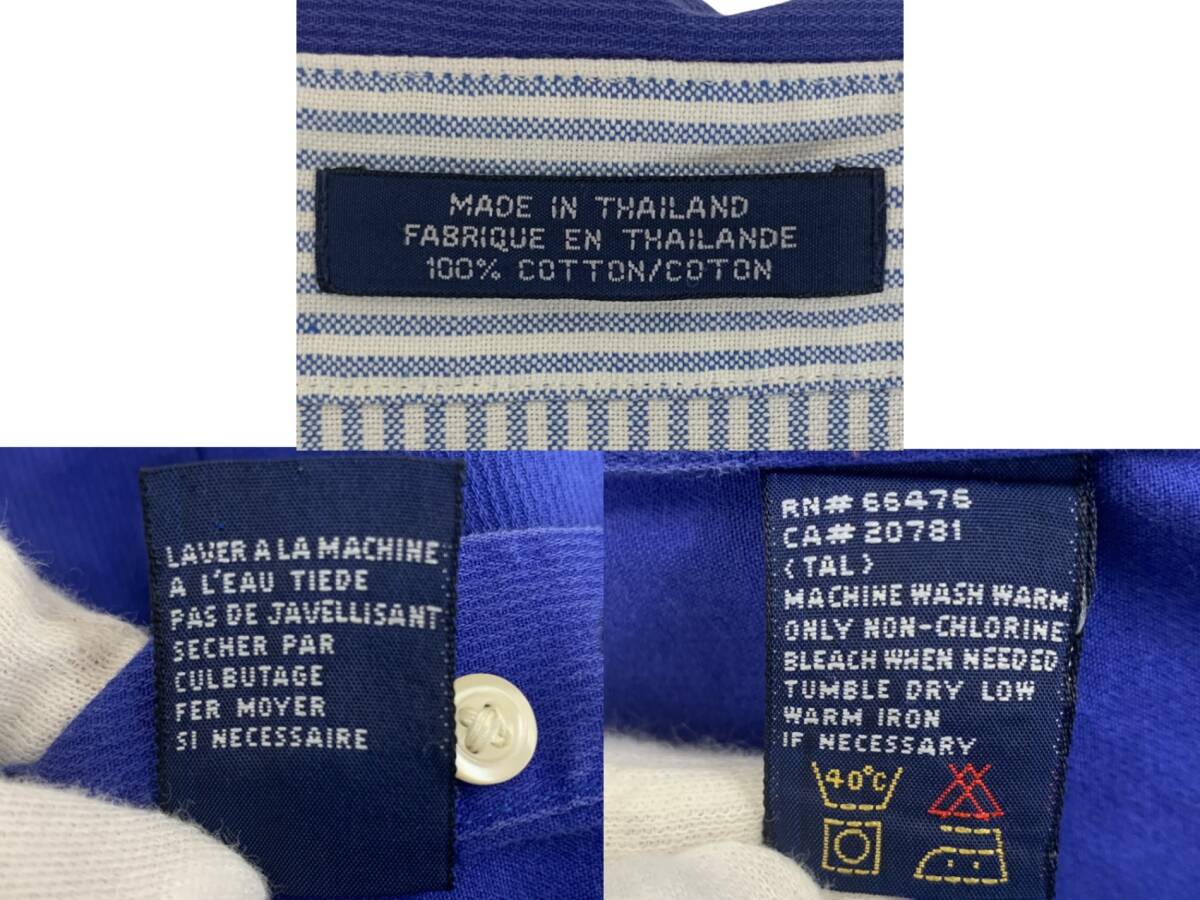 MADE IN THAILAND
FABRIQUE EN THAILANDE
100% COTTON/COTON
LAVER A LA MACHINE
A L'EAU TIEDE
PAS DE JAVELLISANT
SECHER PAR
CULBUTAGE
FER MOYER
SI NECESSAIRE
RN# 66476
CA# 20781
(TAL)
MACHINE WASH WARM
ONLY NON-CHLORINE
BLEACH WHEN NEEDED
TUMBLE DRY LOW
WARM IRON
IF NECESSARY
40°C